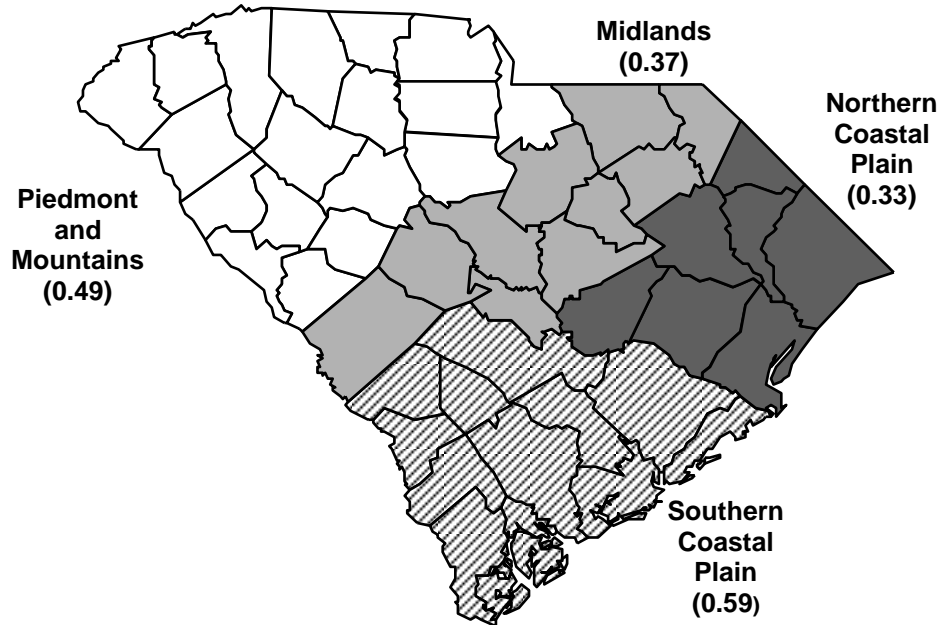 Midlands
(0.37)
Northern
Coastal
Plain
(0.33)
Piedmont
and
Mountains
(0.49)
Southern
Coastal
Plain
(0.59)